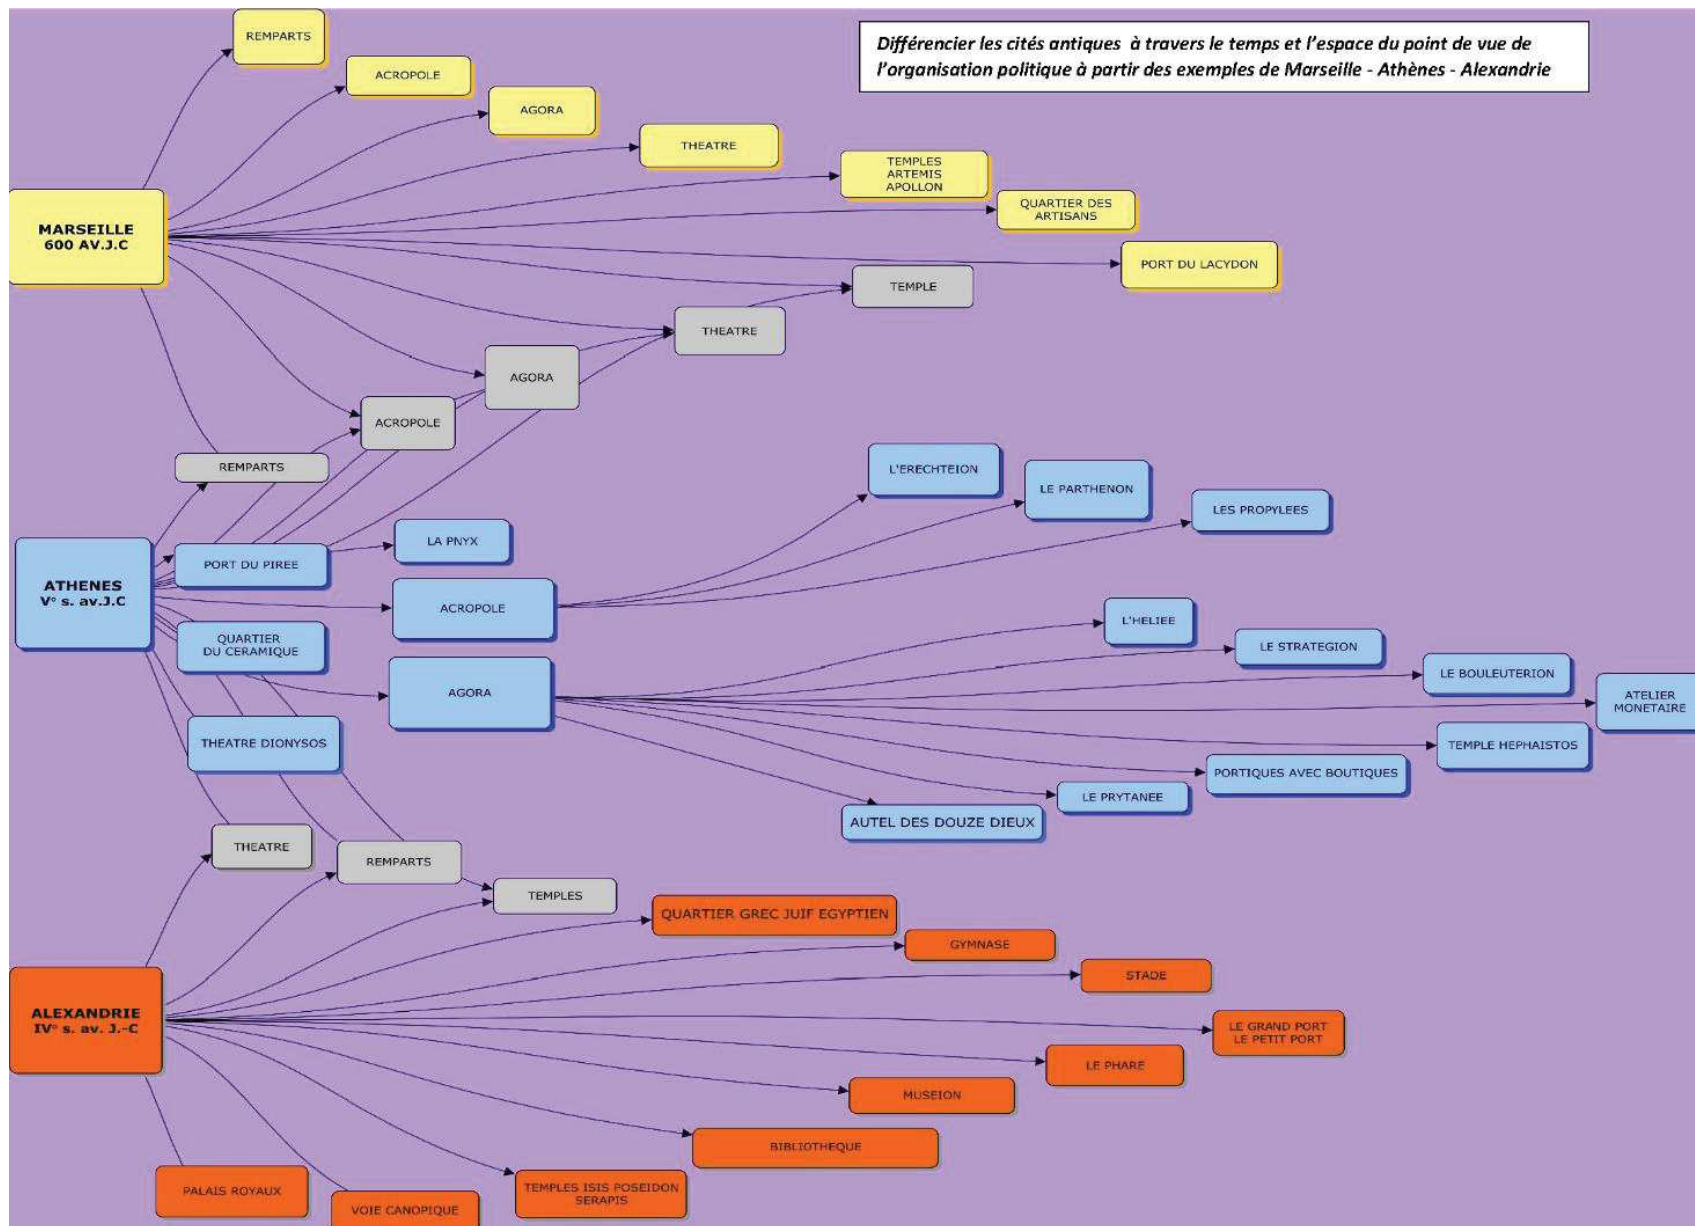 Différencier les cités antiques à travers le temps et l'espace du point de vue de
l'organisation politique à partir des exemples de Marseille - Athènes - Alexandrie
REMPARTS
ACROPOLE
AGORA
THEATRE
TEMPLES
ARTEMIS
APOLLON
QUARTIER DES
ARTISANS
MARSEILLE
600 AV.J.C
PORT DU LACYDON
TEMPLE
THEATRE
AGORA
ACROPOLE
REMPARTS
L'ERECHTEION
LE PARTHENON
LES PROPYLEES
LA PNYX
PORT DU PIREE
ATHENES
V° s. av.J.C
ACROPOLE
QUARTIER
DU CERAMIQUE
L'HELIEE
LE STRATEGION
LE BOULEUTERION
AGORA
ATELIER
MONETAIRE
THEATRE DIONYSOS
TEMPLE HEPHAISTOS
PORTIQUES AVEC BOUTIQUES
LE PRYTANEE
AUTEL DES DOUZE DIEUX
THEATRE
REMPARTS
TEMPLES
QUARTIER GREC JUIF EGYPTIEN
GYMNASE
STADE
ALEXANDRIE
IV° s. av. J.-C
LE GRAND PORT
LE PETIT PORT
LE PHARE
MUSEION
BIBLIOTHEQUE
TEMPLES ISIS POSEIDON
SERAPIS
PALAIS ROYAUX
VOIE CANOPIQUE